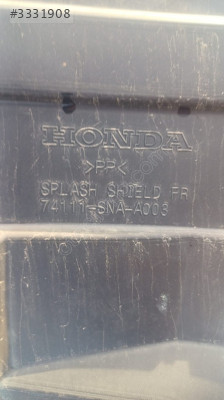 #3331908
HONDA
>PP<
SPLASH SHIELD FR
74111-SNA-A003